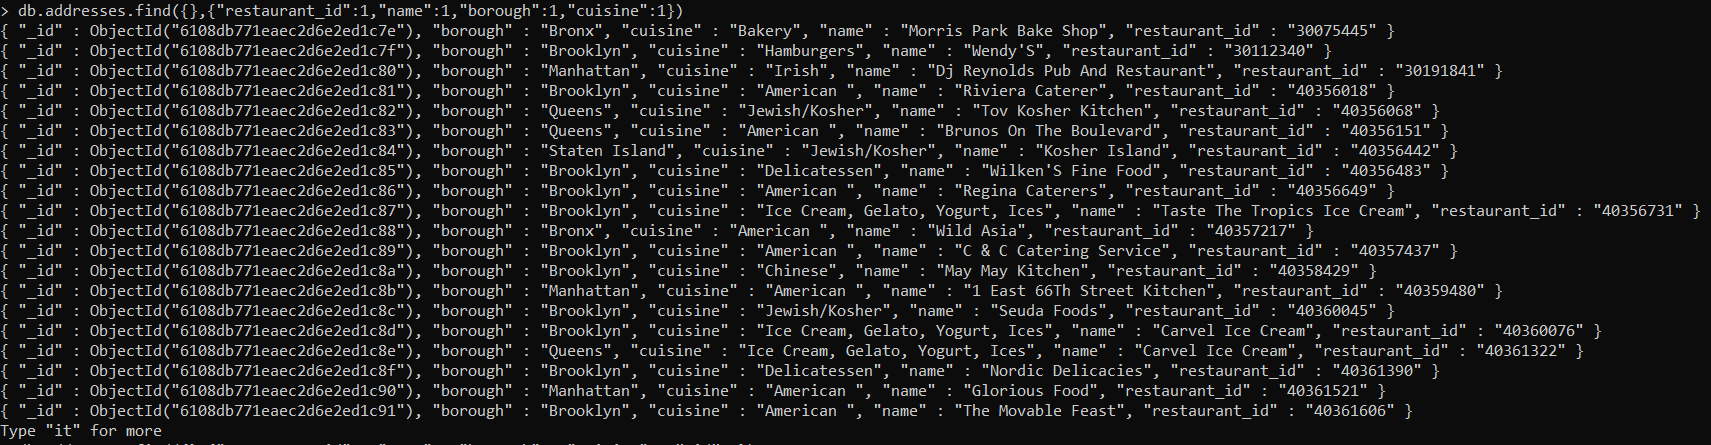 > db.addresses.find({},{"restaurant_id":1,"name":1,"borough":1,"cuisine":1})
{ "_id" : ObjectId("6108db771eaec2d6e2ed1c7e"), "borough" : "Bronx", "cuisine" : "Bakery", "name" : "Morris Park Bake Shop", "restaurant_id" : "30075445" }
{ "_id" : ObjectId("6108db771eaec2d6e2ed1c7f"), "borough" : "Brooklyn", "cuisine" : "Hamburgers", "name" : "Wendy'S", "restaurant_id" : "30112340" }
{ "_id" : ObjectId("6108db771eaec2d6e2ed1c80"), "borough" : "Manhattan", "cuisine" : "Irish", "name" : "Dj Reynolds Pub And Restaurant", "restaurant_id" : "30191841" }
{ "_id" : ObjectId("6108db771eaec2d6e2ed1c81"), "borough" : "Brooklyn", "cuisine" : "American ", "name" : "Riviera Caterer", "restaurant_id" : "40356018" }
{ "_id" : ObjectId("6108db771eaec2d6e2ed1c82"), "borough" : "Queens", "cuisine" : "Jewish/Kosher", "name" : "Tov Kosher Kitchen", "restaurant_id" : "40356068" }
{ "_id" : ObjectId("6108db771eaec2d6e2ed1c83"), "borough" : "Queens", "cuisine" : "American ", "name" : "Brunos On The Boulevard", "restaurant_id" : "40356151" }
{ "_id" : ObjectId("6108db771eaec2d6e2ed1c84"), "borough" : "Staten Island", "cuisine" : "Jewish/Kosher", "name" : "Kosher Island", "restaurant_id" : "40356442" }
{ "_id" : ObjectId("6108db771eaec2d6e2ed1c85"), "borough" : "Brooklyn", "cuisine" : "Delicatessen", "name" : "Wilken'S Fine Food", "restaurant_id" : "40356483" }
{ "_id" : ObjectId("6108db771eaec2d6e2ed1c86"), "borough" : "Brooklyn", "cuisine" : "American ", "name" : "Regina Caterers", "restaurant_id" : "40356649" }
{ "_id" : ObjectId("6108db771eaec2d6e2ed1c87"), "borough" : "Brooklyn", "cuisine" : "Ice Cream, Gelato, Yogurt, Ices", "name" : "Taste The Tropics Ice Cream", "restaurant_id" : "40356731" }
{ "_id" : ObjectId("6108db771eaec2d6e2ed1c88"), "borough" : "Bronx", "cuisine" : "American ", "name" : "Wild Asia", "restaurant_id" : "40357217" }
{ "_id" : ObjectId("6108db771eaec2d6e2ed1c89"), "borough" : "Brooklyn", "cuisine" : "American ", "name" : "C & C Catering Service", "restaurant_id" : "40357437" }
{ "_id" : ObjectId("6108db771eaec2d6e2ed1c8a"), "borough" : "Brooklyn", "cuisine" : "Chinese", "name" : "May May Kitchen", "restaurant_id" : "40358429" }
{ "_id" : ObjectId("6108db771eaec2d6e2ed1c8b"), "borough" : "Manhattan", "cuisine" : "American ", "name" : "1 East 66Th Street Kitchen", "restaurant_id" : "40359480" }
{ "_id" : ObjectId("6108db771eaec2d6e2ed1c8c"), "borough" : "Brooklyn", "cuisine" : "Jewish/Kosher", "name" : "Seuda Foods", "restaurant_id" : "40360045" }
{ "_id" : ObjectId("6108db771eaec2d6e2ed1c8d"), "borough" : "Brooklyn", "cuisine" : "Ice Cream, Gelato, Yogurt, Ices", "name" : "Carvel Ice Cream", "restaurant_id" : "40360076" }
{ "_id" : ObjectId("6108db771eaec2d6e2ed1c8e"), "borough" : "Queens", "cuisine" : "Ice Cream, Gelato, Yogurt, Ices", "name" : "Carvel Ice Cream", "restaurant_id" : "40361322" }
{ "_id" : ObjectId("6108db771eaec2d6e2ed1c8f"), "borough" : "Brooklyn", "cuisine" : "Delicatessen", "name" : "Nordic Delicacies", "restaurant_id" : "40361390" }
{ "_id" : ObjectId("6108db771eaec2d6e2ed1c90"), "borough" : "Manhattan", "cuisine" : "American ", "name" : "Glorious Food", "restaurant_id" : "40361521" }
{ "_id" : ObjectId("6108db771eaec2d6e2ed1c91"), "borough" : "Brooklyn", "cuisine" : "American ", "name" : "The Movable Feast", "restaurant_id" : "40361606" }
Type "it" for more